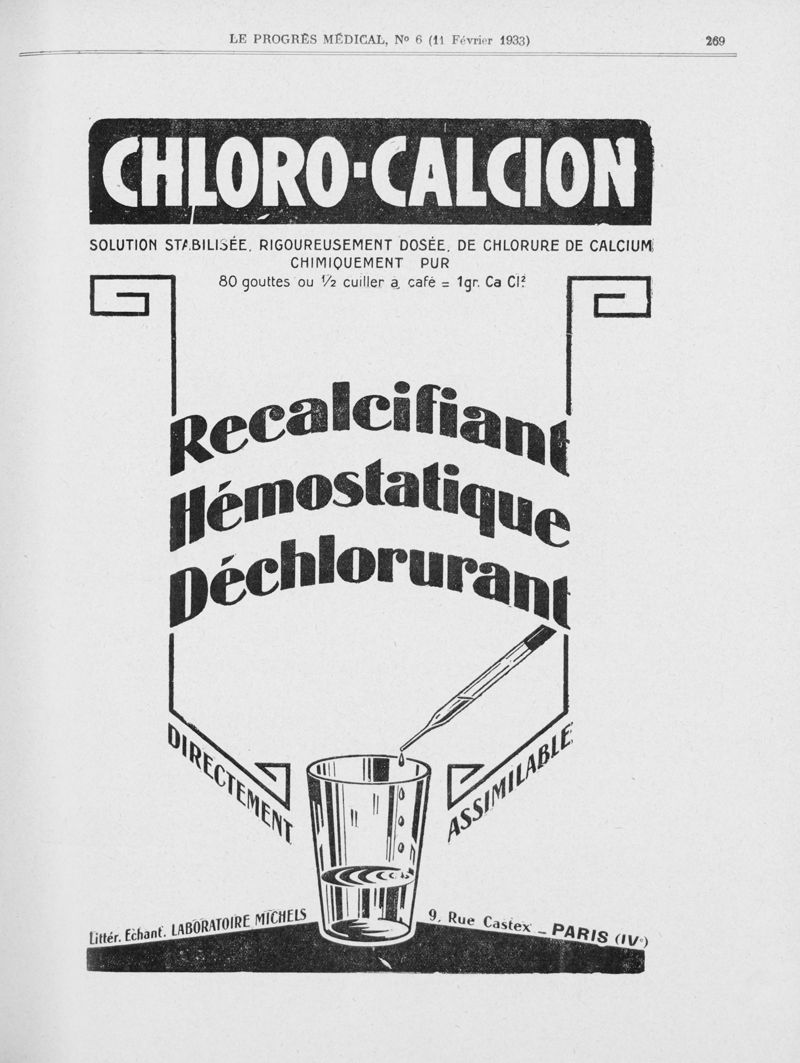 LE PROGRÈS MÉDICAL, Nº 6 (11 Février 1933)
269
CHLORO-CALCION
SOLUTION STABILISÉE, RIGOUREUSEMENT DOSÉE, DE CHLORURE DE CALCIUM
CHIMIQUEMENT PUR
80 gouttes ou ½ cuiller a café = 1gr. Ca Cl²
Recalcifiant
Hémostatique
Déchlorurant
DIRECTEMENT
ASSIMILABLE
Littér. Echant. LABORATOIRE MICHELS
9, Rue Castex - PARIS (IVᵉ)